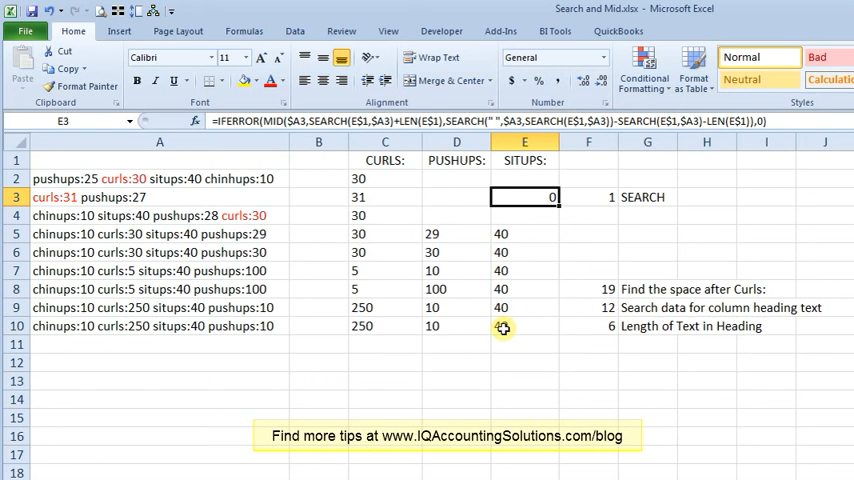 Search and Mid.xlsx - Microsoft Excel
File Home Insert Page Layout Formulas Data Review View Developer Add-Ins BI Tools QuickBooks
Cut
Copy
Format Painter
Paste
Clipboard
Calibri 11
B I U
Font
Wrap Text
Merge & Center
Alignment
General
$ % ,
Number
Conditional Formatting
Format as Table
Normal Bad
Neutral
Styles
E3 fx =IFERROR(MID($A3,SEARCH(E$1,$A3)+LEN(E$1),SEARCH(" ",$A3,SEARCH(E$1,$A3))-SEARCH(E$1,$A3)-LEN(E$1)),0)
A B C D E F G H I J
1 CURLS: PUSHUPS: SITUPS:
2 pushups:25 curls:30 situps:40 chinhups:10 30
3 curls:31 pushups:27 31 0 1 SEARCH
4 chinups:10 situps:40 pushups:28 curls:30 30
5 chinups:10 curls:30 situps:40 pushups:29 30 29 40
6 chinups:10 curls:30 situps:40 pushups:30 30 30 40
7 chinups:10 curls:5 situps:40 pushups:100 5 10 40
8 chinups:10 curls:5 situps:40 pushups:100 5 100 40 19 Find the space after Curls:
9 chinups:10 curls:250 situps:40 pushups:10 250 10 40 12 Search data for column heading text
10 chinups:10 curls:250 situps:40 pushups:10 250 10 6 Length of Text in Heading
11
12
13
14
15
16
17
18
Find more tips at www.IQAccountingSolutions.com/blog